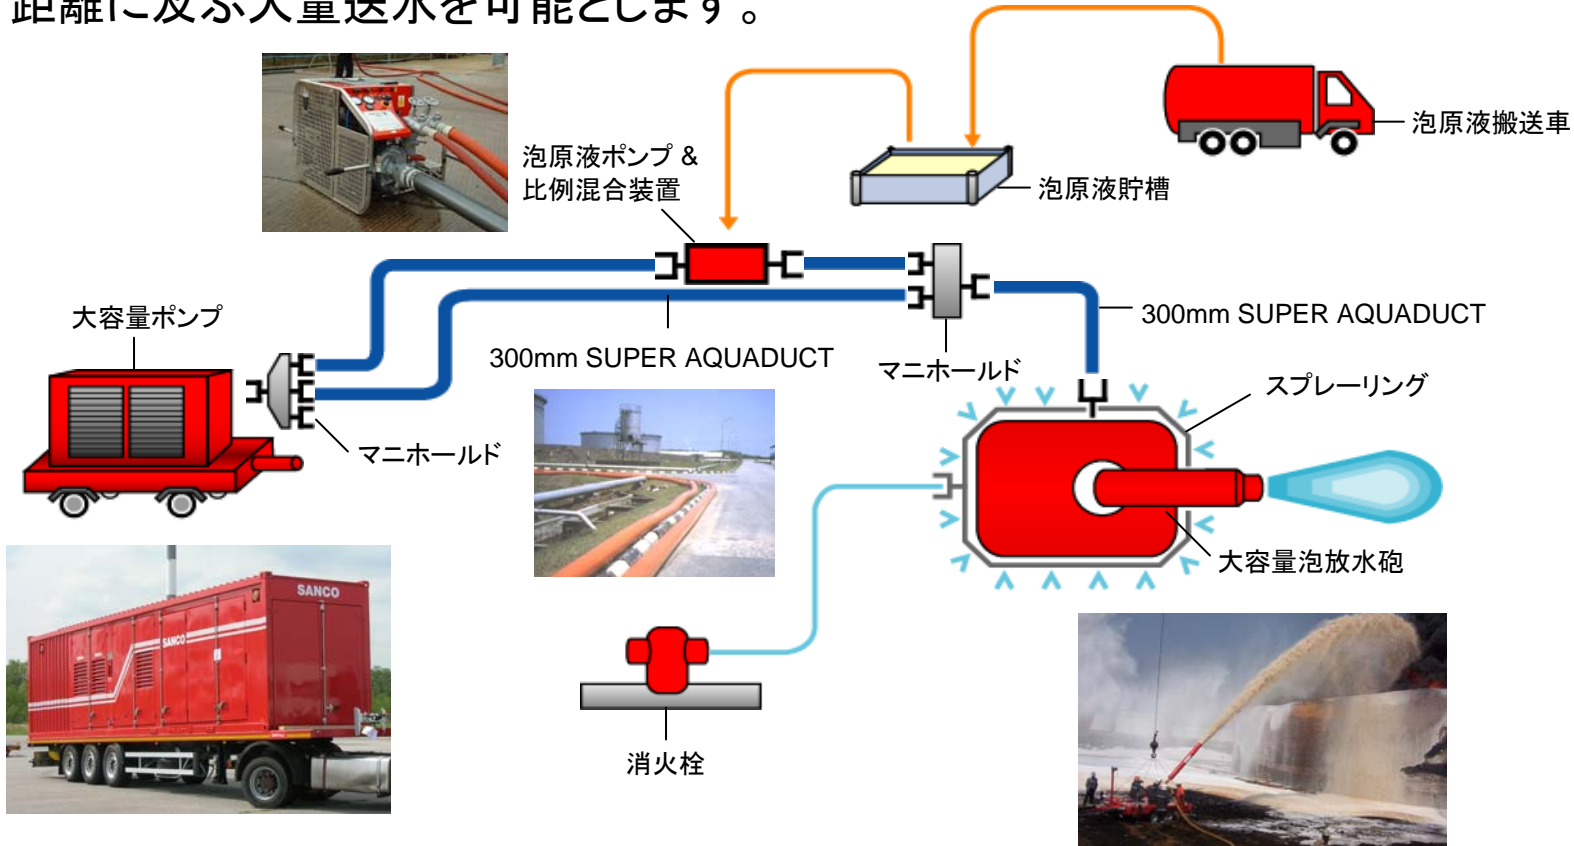 距離に及ぶ大量送水を可能とします。
泡原液搬送車
泡原液ポンプ &
比例混合装置
泡原液貯槽
大容量ポンプ
300mm SUPER AQUADUCT
300mm SUPER AQUADUCT
マニホールド
スプレーリング
マニホールド
大容量泡放水砲
SANCO
SANCO
消火栓